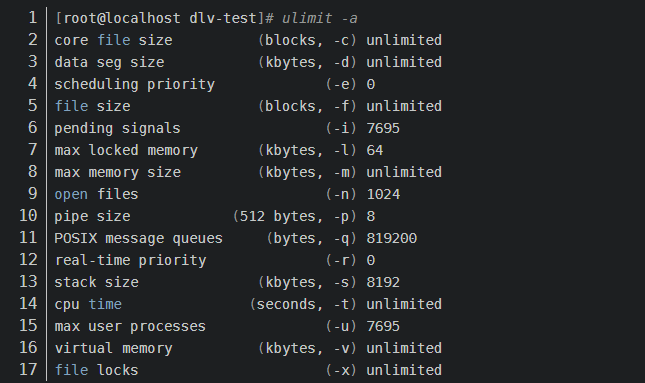 1 [root@localhost dlv-test]# ulimit -a
2 core file size (blocks, -c) unlimited
3 data seg size (kbytes, -d) unlimited
4 scheduling priority (-e) 0
5 file size (blocks, -f) unlimited
6 pending signals (-i) 7695
7 max locked memory (kbytes, -l) 64
8 max memory size (kbytes, -m) unlimited
9 open files (-n) 1024
10 pipe size (512 bytes, -p) 8
11 POSIX message queues (bytes, -q) 819200
12 real-time priority (-r) 0
13 stack size (kbytes, -s) 8192
14 cpu time (seconds, -t) unlimited
15 max user processes (-u) 7695
16 virtual memory (kbytes, -v) unlimited
17 file locks (-x) unlimited